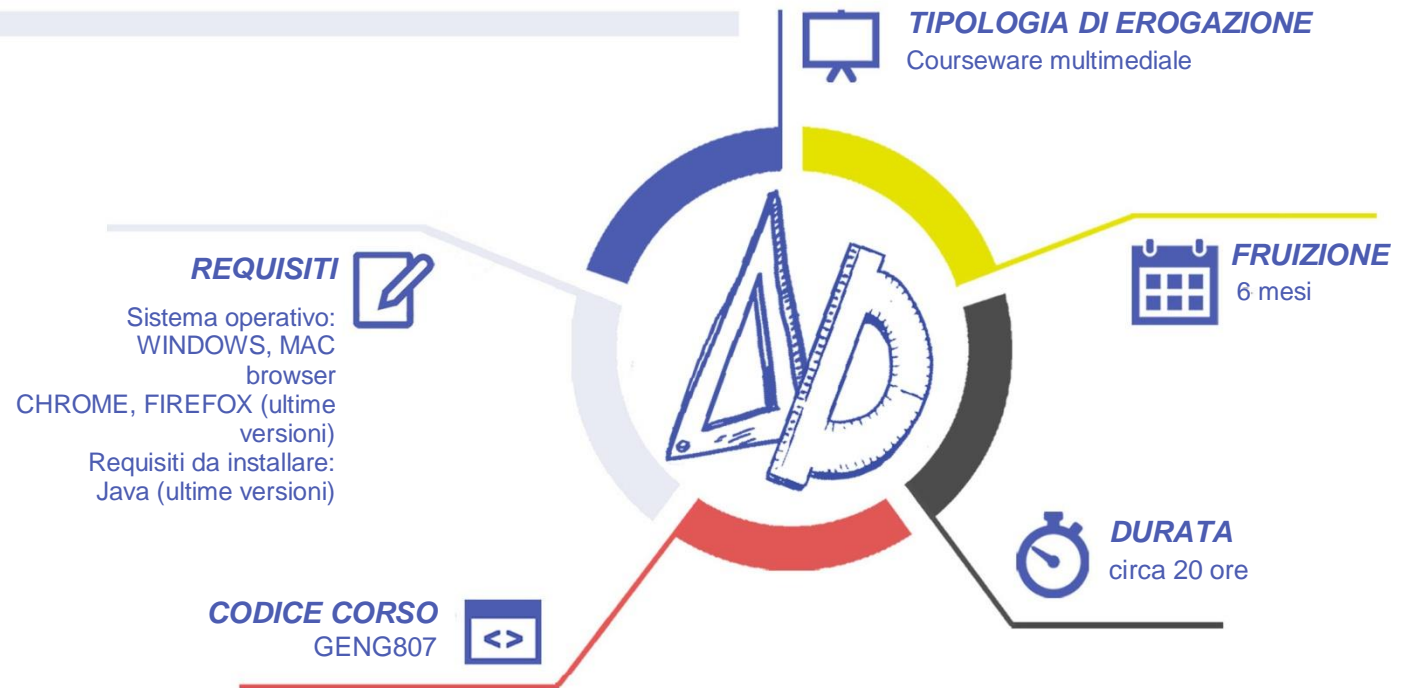 TIPOLOGIA DI EROGAZIONE
Courseware multimediale
REQUISITI
Sistema operativo:
WINDOWS, MAC
browser
CHROME, FIREFOX (ultime
versioni)
Requisiti da installare:
Java (ultime versioni)
FRUIZIONE
6 mesi
DURATA
circa 20 ore
CODICE CORSO
GENG807
<>